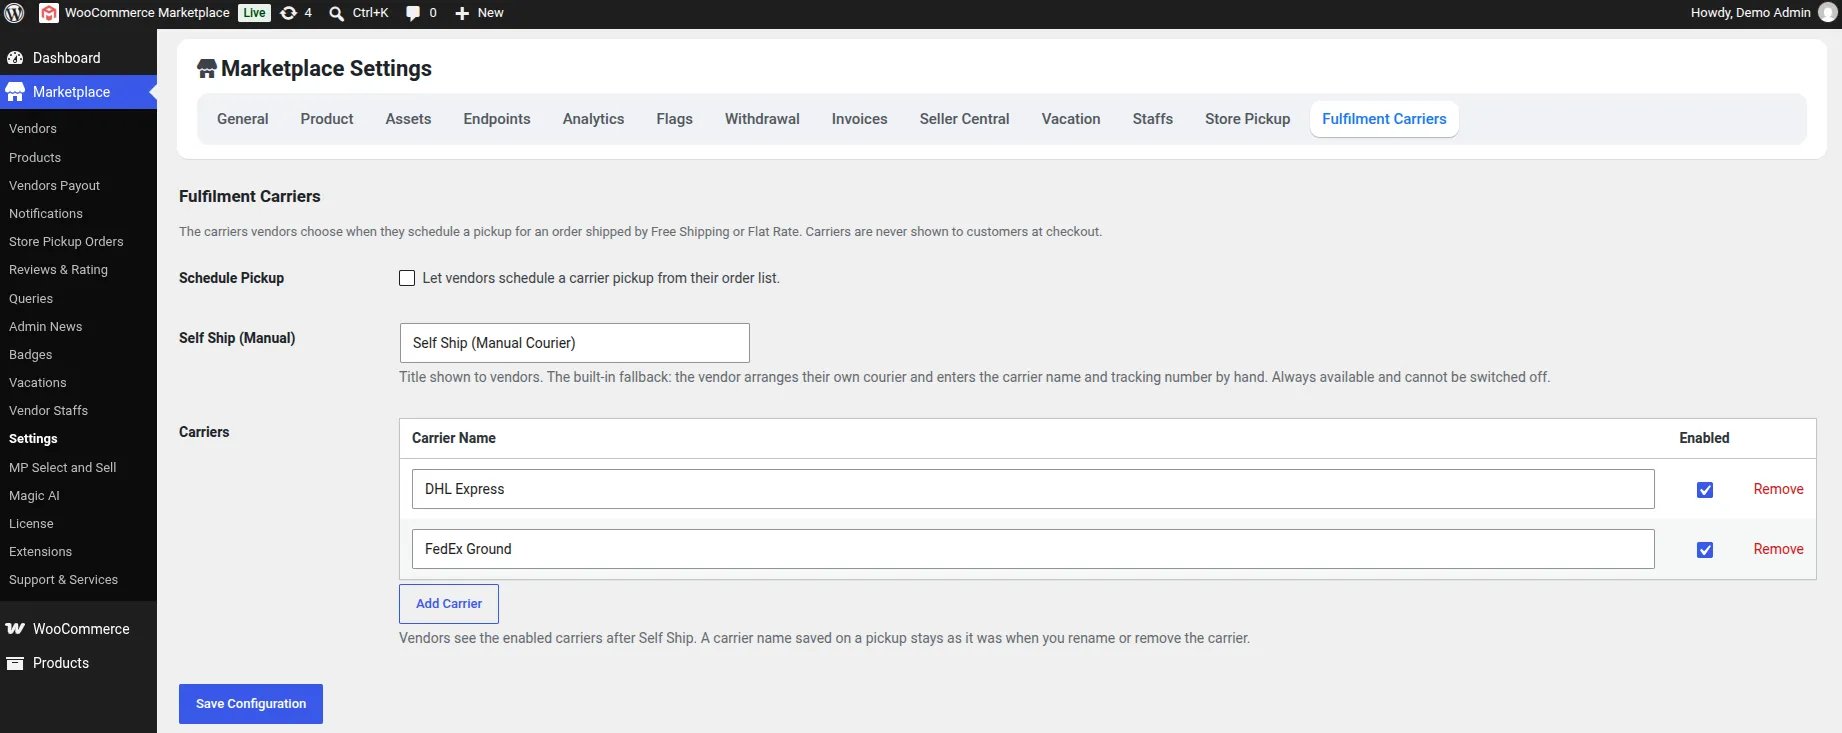 WooCommerce Marketplace Live 4 Ctrl+K 0 New Howdy, Demo Admin
Dashboard
Marketplace
Vendors
Products
Vendors Payout
Notifications
Store Pickup Orders
Reviews & Rating
Queries
Admin News
Badges
Vacations
Vendor Staffs
Settings
MP Select and Sell
Magic AI
License
Extensions
Support & Services
WooCommerce
Products
Marketplace Settings
General Product Assets Endpoints Analytics Flags Withdrawal Invoices Seller Central Vacation Staffs Store Pickup Fulfilment Carriers
Fulfilment Carriers
The carriers vendors choose when they schedule a pickup for an order shipped by Free Shipping or Flat Rate. Carriers are never shown to customers at checkout.
Schedule Pickup Let vendors schedule a carrier pickup from their order list.
Self Ship (Manual) Self Ship (Manual Courier)
Title shown to vendors. The built-in fallback: the vendor arranges their own courier and enters the carrier name and tracking number by hand. Always available and cannot be switched off.
Carriers Carrier Name Enabled
DHL Express Remove
FedEx Ground Remove
Add Carrier
Vendors see the enabled carriers after Self Ship. A carrier name saved on a pickup stays as it was when you rename or remove the carrier.
Save Configuration